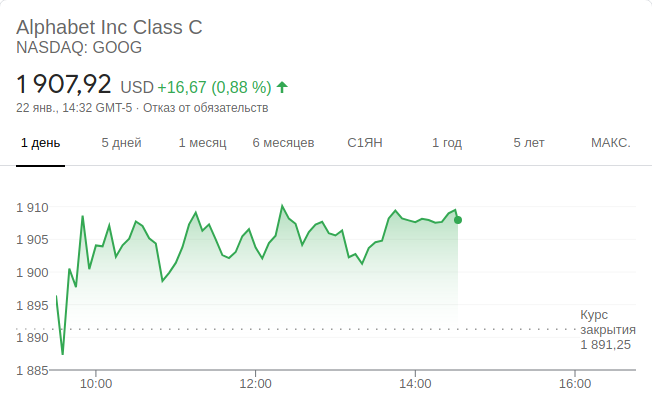 Alphabet Inc Class C
NASDAQ: GOOG
1 907,92 USD +16,67 (0,88 %)
22 янв., 14:32 GMT-5 · Отказ от обязательств
1 день 5 дней 1 месяц 6 месяцев С1ЯН 1 год 5 лет МАКС.
1 910
1 905
1 900
1 895
1 890
1 885
Курс
закрытия
1 891,25
10:00 12:00 14:00 16:00